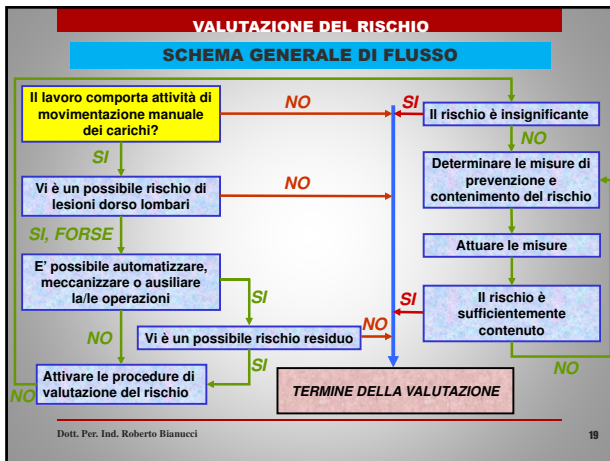 VALUTAZIONE DEL RISCHIO
SCHEMA GENERALE DI FLUSSO
Il lavoro comporta attività di
movimentazione manuale
dei carichi?
NO
SI
Il rischio è insignificante
SI
NO
Vi è un possibile rischio di
lesioni dorso lombari
NO
Determinare le misure di
prevenzione e
contenimento del rischio
SI, FORSE
Attuare le misure
E' possibile automatizzare,
meccanizzare o ausiliare
la/le operazioni
SI
SI
Il rischio è
sufficientemente
contenuto
NO
Vi è un possibile rischio residuo
NO
SI
NO
Attivare le procedure di
valutazione del rischio
NO
TERMINE DELLA VALUTAZIONE
Dott. Per. Ind. Roberto Bianucci
19